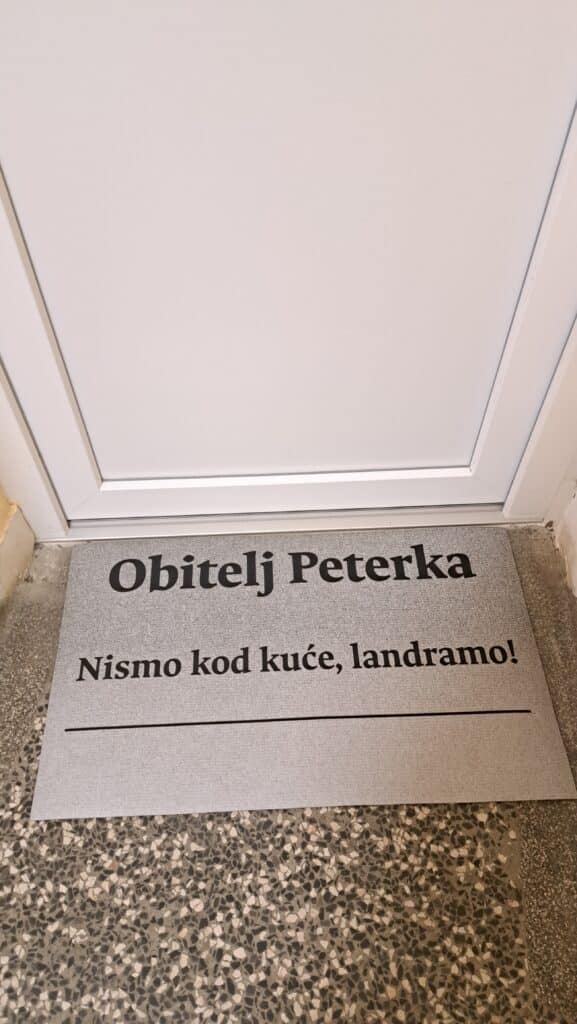 Obitelj Peterka
Nismo kod kuće, landramo!